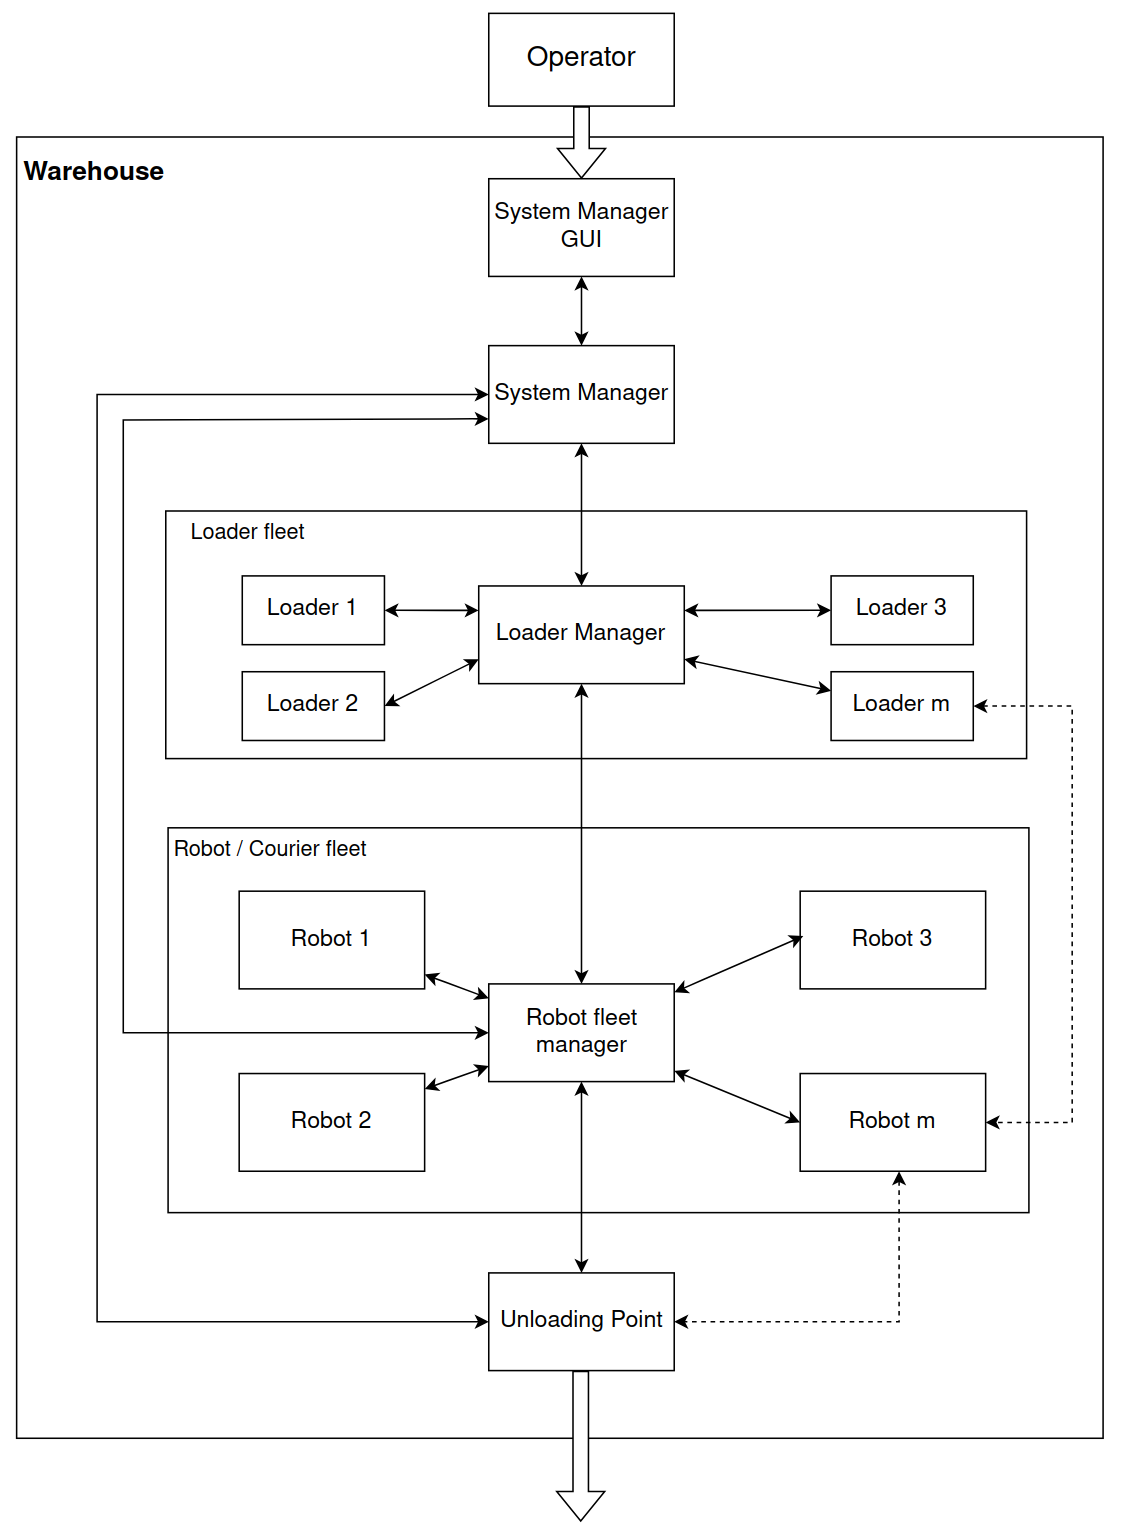 Operator
Warehouse
System Manager
GUI
System Manager
Loader fleet
Loader 1
Loader Manager
Loader 3
Loader 2
Loader m
Robot / Courier fleet
Robot 1
Robot 3
Robot fleet
manager
Robot 2
Robot m
Unloading Point